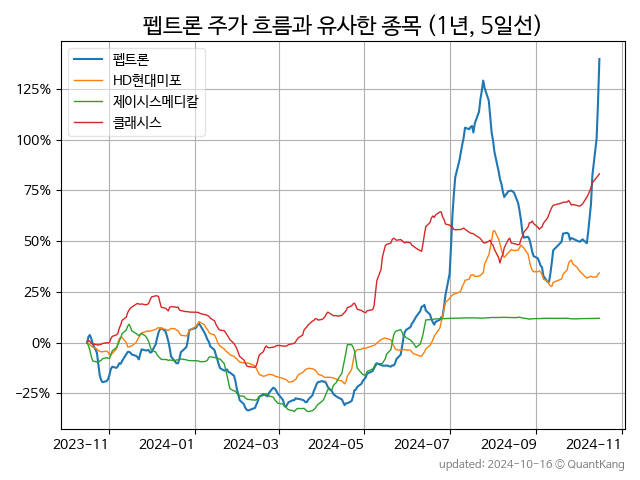 펩트론 주가 흐름과 유사한 종목 (1년, 5일선)
펩트론
HD현대미포
제이시스메디칼
클래시스
125%
100%
75%
50%
25%
0%
−25%
2023-11 2024-01 2024-03 2024-05 2024-07 2024-09 2024-11
updated: 2024-10-16 © QuantKang